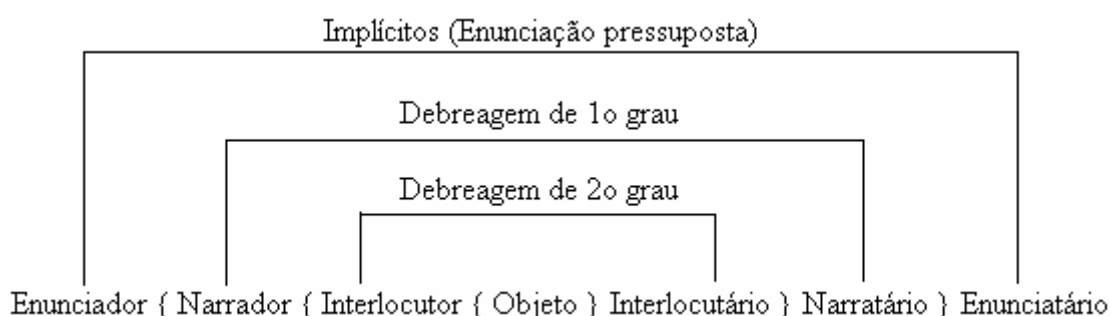 Implícitos (Enunciação pressuposta)
Debreagem de 1o grau
Debreagem de 2o grau
Enunciador { Narrador { Interlocutor { Objeto } Interlocutário } Narratário } Enunciatário